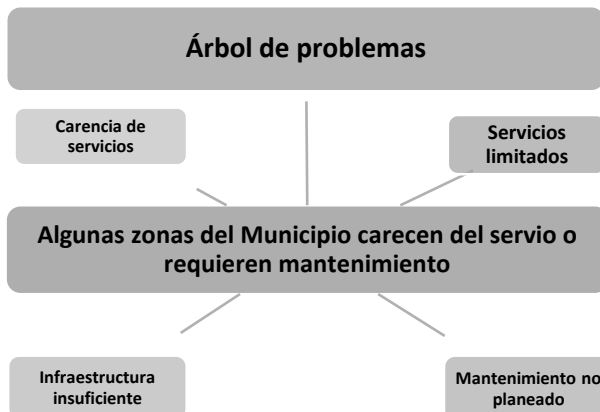 Árbol de problemas
Carencia de
servicios
Servicios
limitados
Algunas zonas del Municipio carecen del servio o
requieren mantenimiento
Infraestructura
insuficiente
Mantenimiento no
planeado